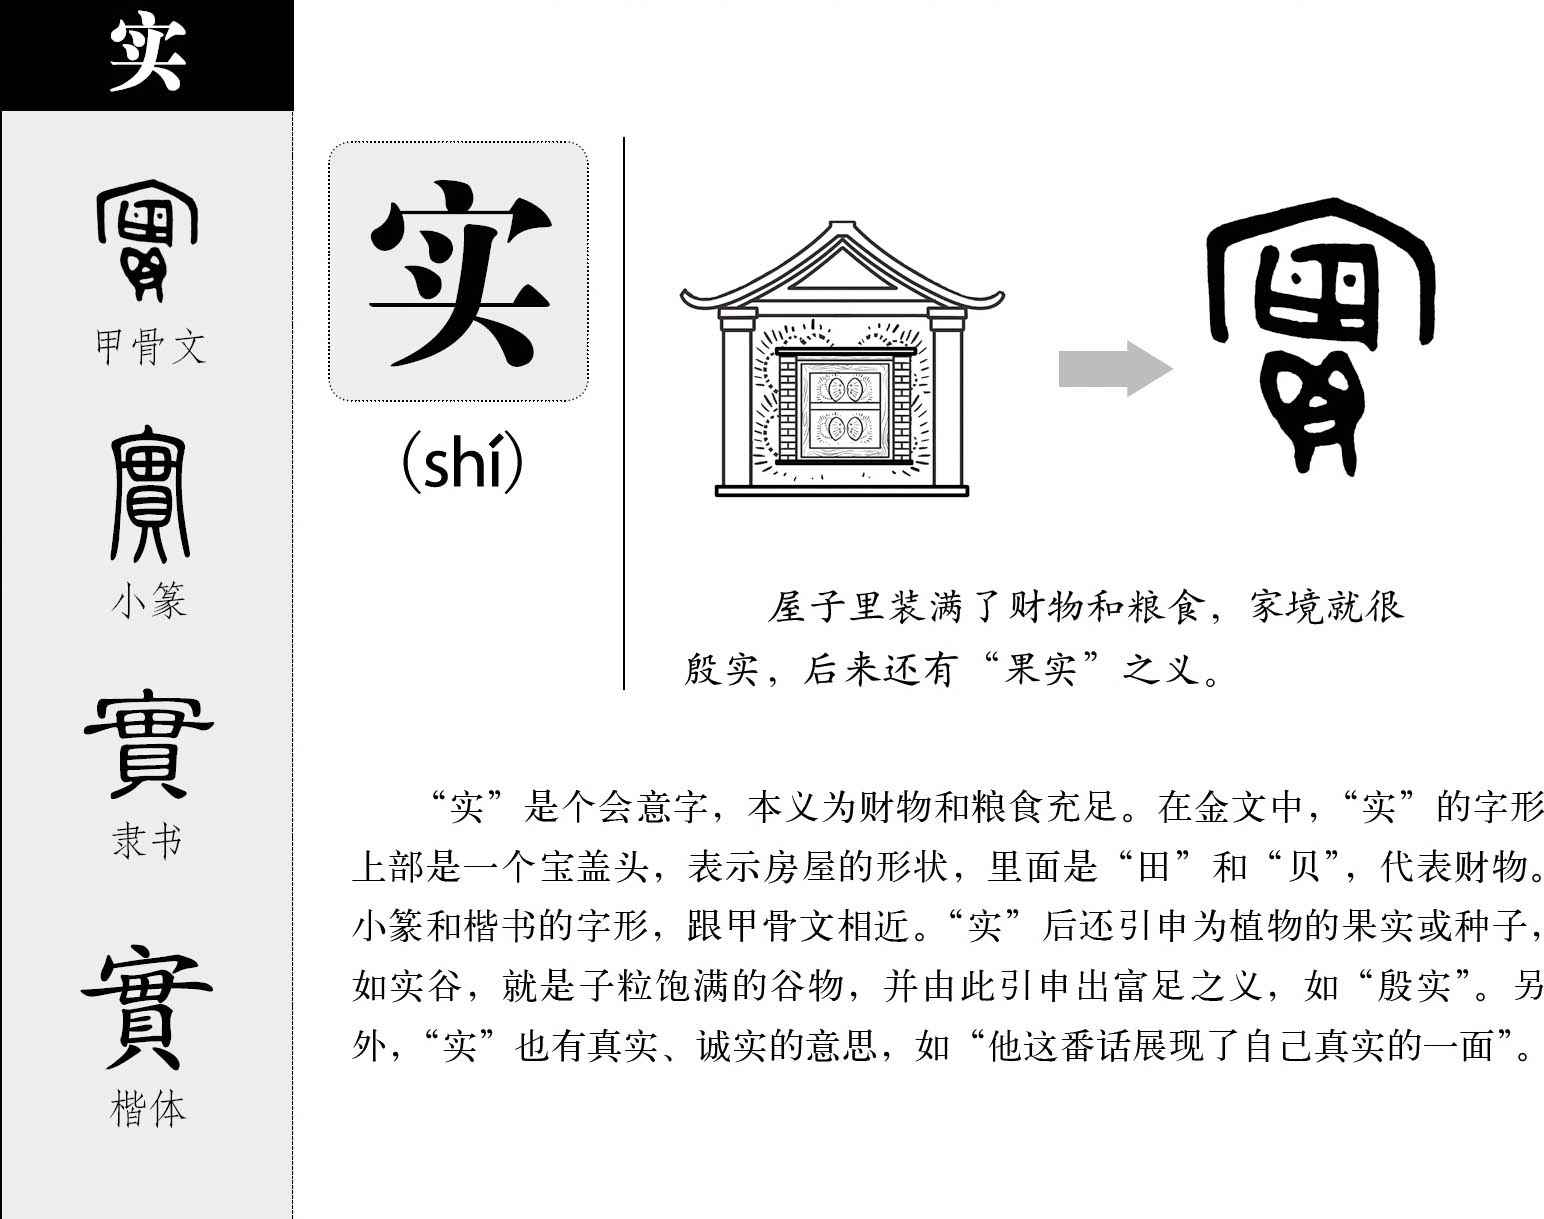 实
甲骨文
小篆
隶书
楷体
实
（shí）
屋子里装满了财物和粮食，家境就很
殷实，后来还有“果实”之义。
“实”是个会意字，本义为财物和粮食充足。在金文中，“实”的字形
上部是一个宝盖头，表示房屋的形状，里面是“田”和“贝”，代表财物。
小篆和楷书的字形，跟甲骨文相近。“实”后还引申为植物的果实或种子，
如实谷，就是子粒饱满的谷物，并由此引申出富足之义，如“殷实”。另
外，“实”也有真实、诚实的意思，如“他这番话展现了自己真实的一面”。